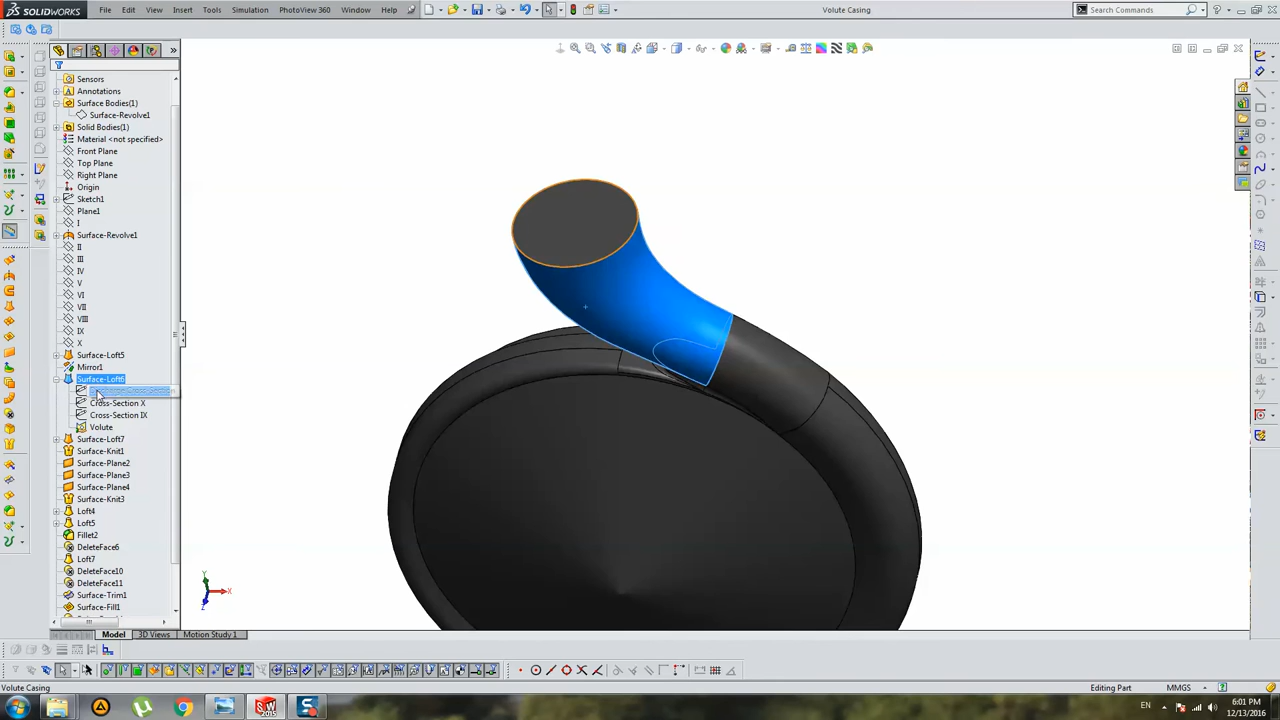 SOLIDWORKS
File Edit View Insert Tools Simulation PhotoView 360 Window Help
Volute Casing
Search Commands
Sensors
Annotations
Surface Bodies(1)
Surface-Revolve1
Solid Bodies(1)
Material <not specified>
Front Plane
Top Plane
Right Plane
Origin
Sketch1
Plane1
I
Surface-Revolve1
II
III
IV
V
VI
VII
VIII
IX
X
Surface-Loft5
Mirror1
Surface-Loft6
Cross-Section X
Cross-Section IX
Volute
Surface-Loft7
Surface-Knit1
Surface-Plane2
Surface-Plane3
Surface-Plane4
Surface-Knit3
Loft4
Loft5
Fillet2
DeleteFace6
Loft7
DeleteFace10
DeleteFace11
Surface-Trim1
Surface-Fill1
Y
X
Z
Model 3D Views Motion Study 1
Volute Casing
Editing Part
MMGS
SW
2015
EN
6:01 PM
12/13/2016